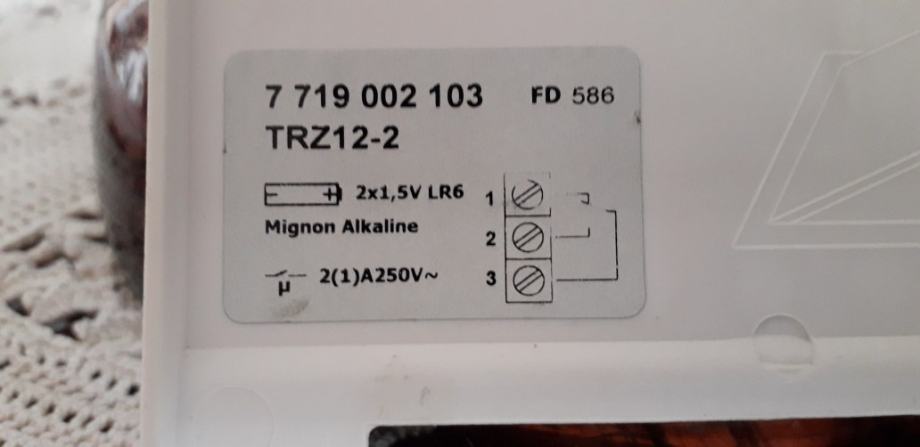 7 719 002 103 FD 586
TRZ12-2
- + 2x1,5V LR6
Mignon Alkaline
µ 2(1)A250V~
1
2
3